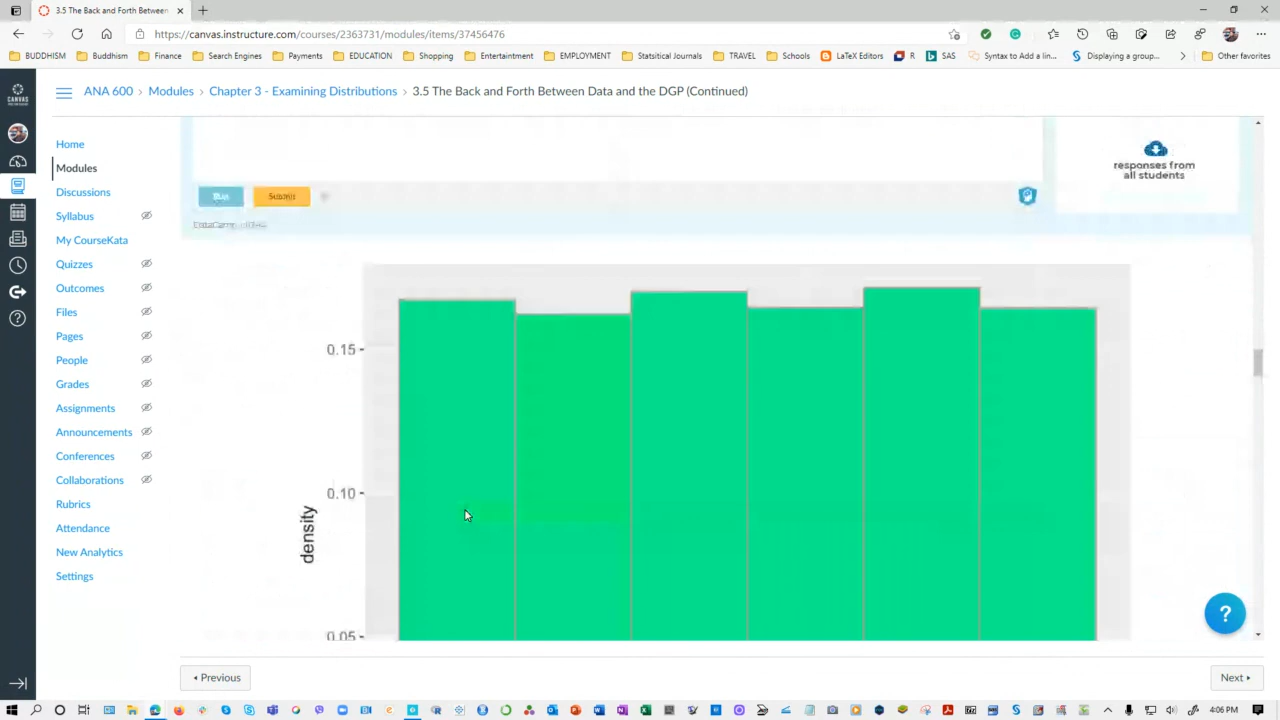 3.5 The Back and Forth Between
https://canvas.instructure.com/courses/2363731/modules/items/37456476
BUDDHISM Buddhism Finance Search Engines Payments EDUCATION Shopping Entertainment EMPLOYMENT Statsitical Journals TRAVEL Schools LaTeX Editors R SAS Syntax to Add a lin... Displaying a group... Other favorites
CANVAS
ANA 600 › Modules › Chapter 3 - Examining Distributions › 3.5 The Back and Forth Between Data and the DGP (Continued)
Home
Modules
Discussions
Syllabus
My CourseKata
Quizzes
Outcomes
Files
Pages
People
Grades
Assignments
Announcements
Conferences
Collaborations
Rubrics
Attendance
New Analytics
Settings
responses from
all students
Run Submit
0.15
0.10
0.05
density
?
Previous
Next
4:06 PM